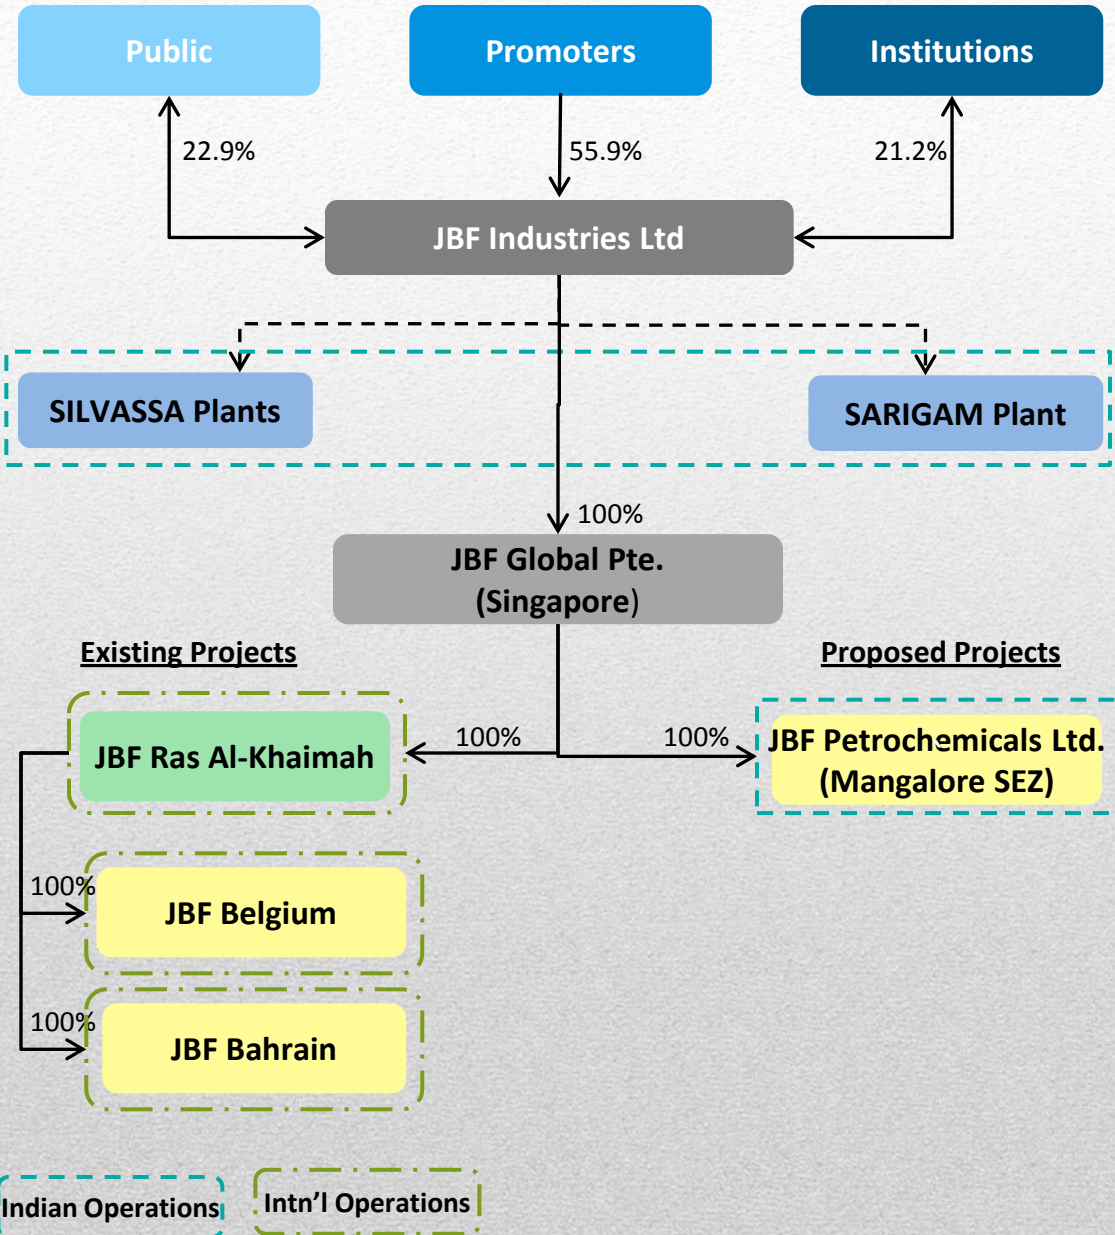 Public
Promoters
Institutions
22.9%
55.9%
21.2%
JBF Industries Ltd
SILVASSA Plants
SARIGAM Plant
100%
JBF Global Pte.
(Singapore)
Existing Projects
Proposed Projects
JBF Ras Al-Khaimah
100%
100%
JBF Petrochemicals Ltd.
(Mangalore SEZ)
100%
JBF Belgium
100%
JBF Bahrain
Indian Operations
Intn’l Operations